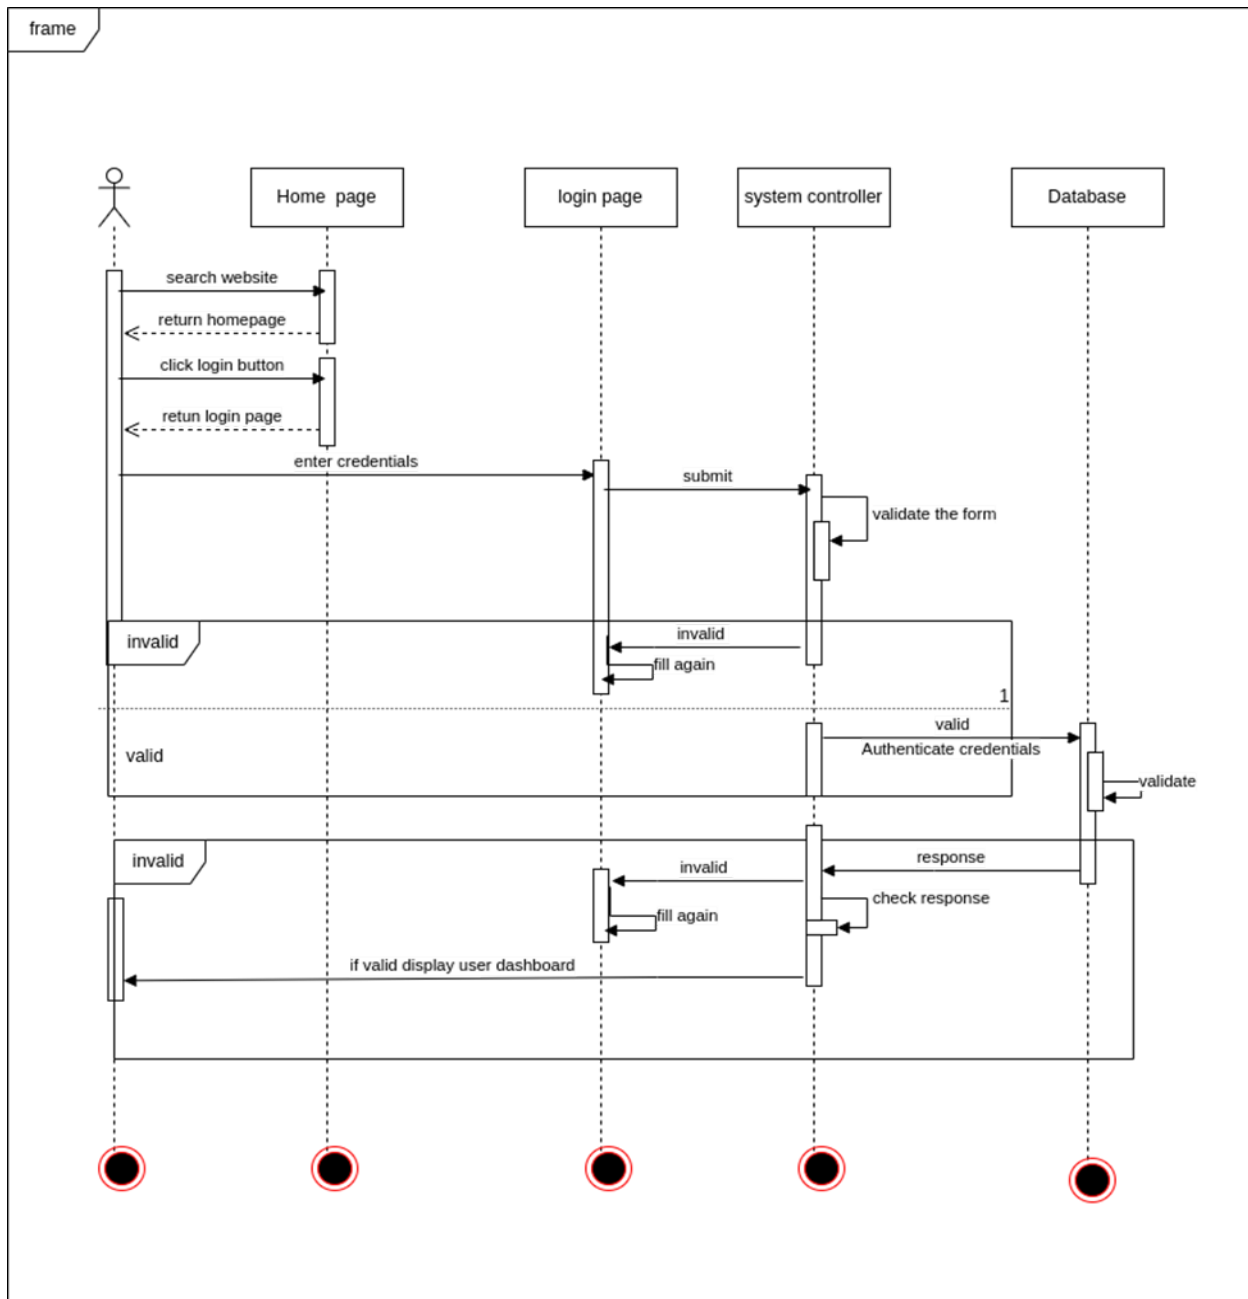 frame
Home page
login page
system controller
Database
search website
return homepage
click login button
retun login page
enter credentials
submit
validate the form
invalid
invalid
fill again
1
valid
valid
Authenticate credentials
validate
invalid
response
invalid
check response
fill again
if valid display user dashboard